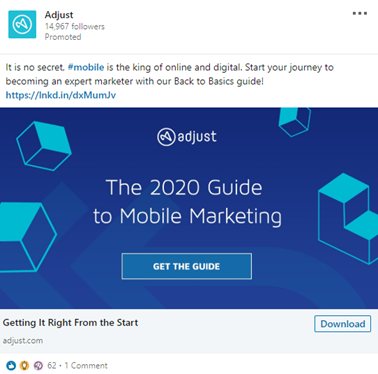 Adjust
14,967 followers
Promoted
It is no secret. #mobile is the king of online and digital. Start your journey to
becoming an expert marketer with our Back to Basics guide!
https://lnkd.in/dxMumJv
adjust
The 2020 Guide
to Mobile Marketing
GET THE GUIDE
Getting It Right From the Start
Download
adjust.com
62 · 1 Comment